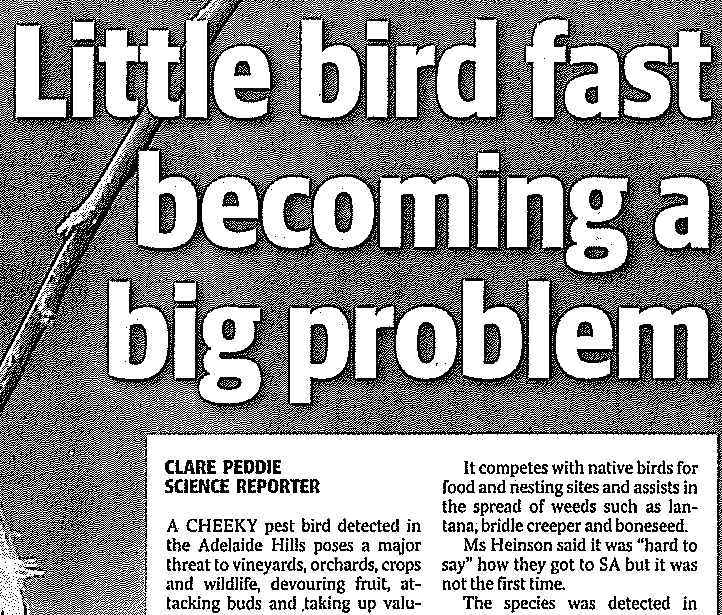 Little bird fast
becoming a
big problem
CLARE PEDDIE
SCIENCE REPORTER
A CHEEKY pest bird detected in
the Adelaide Hills poses a major
threat to vineyards, orchards, crops
and wildlife, devouring fruit, at-
tacking buds and taking up valu-
It competes with native birds for
food and nesting sites and assists in
the spread of weeds such as lan-
tana, bridle creeper and boneseed.
Ms Heinson said it was "hard to
say" how they got to SA but it was
not the first time.
The species was detected in